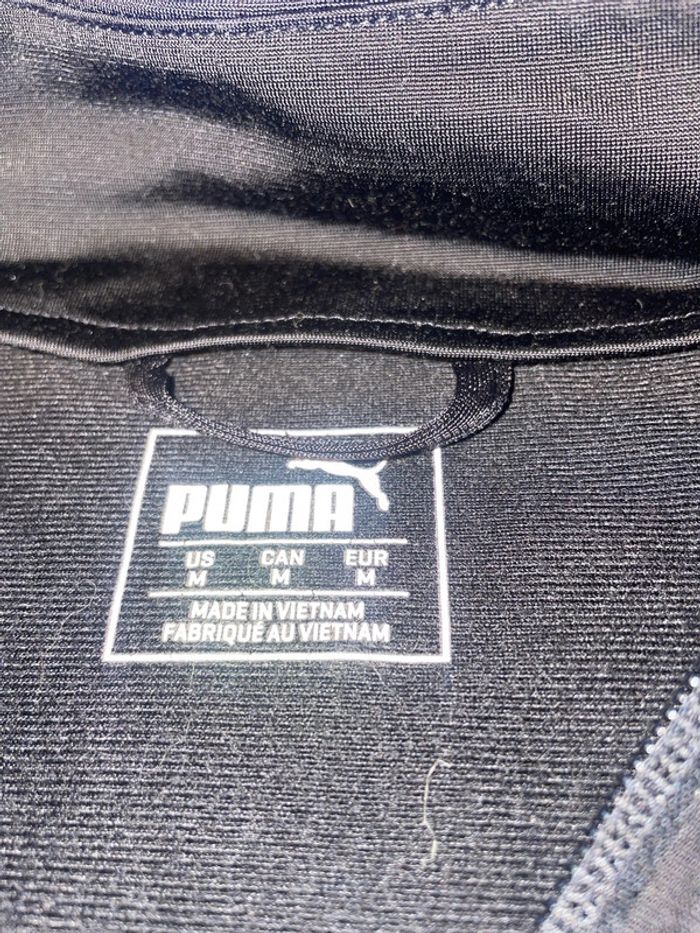 PUMA
US CAN EUR
M M M
MADE IN VIETNAM
FABRIQUÉ AU VIETNAM